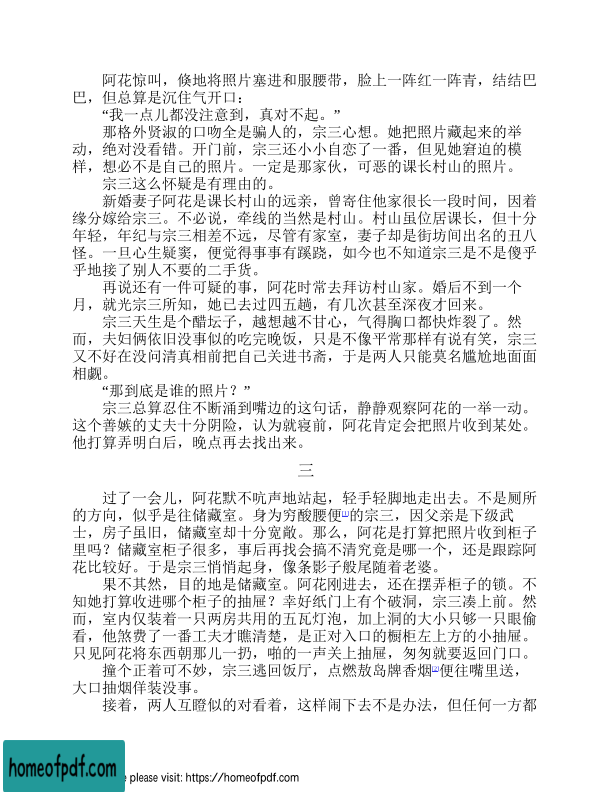 阿花惊叫，倏地将照片塞进和服腰带，脸上一阵红一阵青，结结巴
巴，但总算是沉住气开口：
“我一点儿都没注意到，真对不起。”
那格外贤淑的口吻全是骗人的，宗三心想。她把照片藏起来的举
动，绝对没看错。开门前，宗三还小小自恋了一番，但见她窘迫的模
样，想必不是自己的照片。一定是那家伙，可恶的课长村山的照片。
宗三这么怀疑是有理由的。
新婚妻子阿花是课长村山的远亲，曾寄住他家很长一段时间，因着
缘分嫁给宗三。不必说，牵线的当然是村山。村山虽位居课长，但十分
年轻，年纪与宗三相差不远，尽管有家室，妻子却是街坊间出名的丑八
怪。一旦心生疑窦，便觉得事事有蹊跷，如今也不知道宗三是不是傻乎
乎地接了别人不要的二手货。
再说还有一件可疑的事，阿花时常去拜访村山家。婚后不到一个
月，就光宗三所知，她已去过四五趟，有几次甚至深夜才回来。
宗三天生是个醋坛子，越想越不甘心，气得胸口都快炸裂了。然
而，夫妇俩依旧没事似的吃完晚饭，只是不像平常那样有说有笑，宗三
又不好在没问清真相前把自己关进书斋，于是两人只能莫名尴尬地面面
相觑。
“那到底是谁的照片？”
宗三总算忍住不断涌到嘴边的这句话，静静观察阿花的一举一动。
这个善嫉的丈夫十分阴险，认为就寝前，阿花肯定会把照片收到某处。
他打算弄明白后，晚点再去找出来。
三
过了一会儿，阿花默不吭声地站起，轻手轻脚地走出去。不是厕所
的方向，似乎是往储藏室。身为穷酸腰便[1]的宗三，因父亲是下级武
士，房子虽旧，储藏室却十分宽敞。那么，阿花是打算把照片收到柜子
里吗？储藏室柜子很多，事后再找会搞不清究竟是哪一个，还是跟踪阿
花比较好。于是宗三悄悄起身，像条影子般尾随着老婆。
果不其然，目的地是储藏室。阿花刚进去，还在摆弄柜子的锁。不
知她打算收进哪个柜子的抽屉？幸好纸门上有个破洞，宗三凑上前。然
而，室内仅装着一只两房共用的五瓦灯泡，加上洞的大小只够一只眼偷
看，他煞费了一番工夫才瞧清楚，是正对入口的橱柜左上方的小抽屉。
只见阿花将东西朝那儿一扔，啪的一声关上抽屉，匆匆就要返回门口。
撞个正着可不妙，宗三逃回饭厅，点燃敖岛牌香烟[2]便往嘴里送，
大口抽烟佯装没事。
接着，两人互瞪似的对看着，这样闹下去不是办法，但任何一方都
homeofpdf.com
e please visit: https://homeofpdf.com